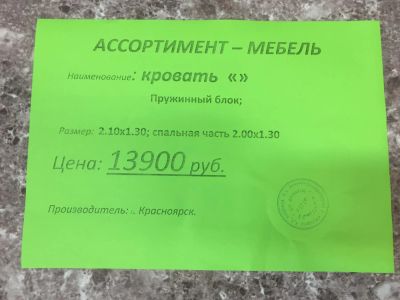 АССОРТИМЕНТ – МЕБЕЛЬ
Наименование: кровать «»
Пружинный блок;
Размер: 2.10х1.30; спальная часть 2.00х1.30
Цена: 13900 руб.
Производитель: .. Красноярск.